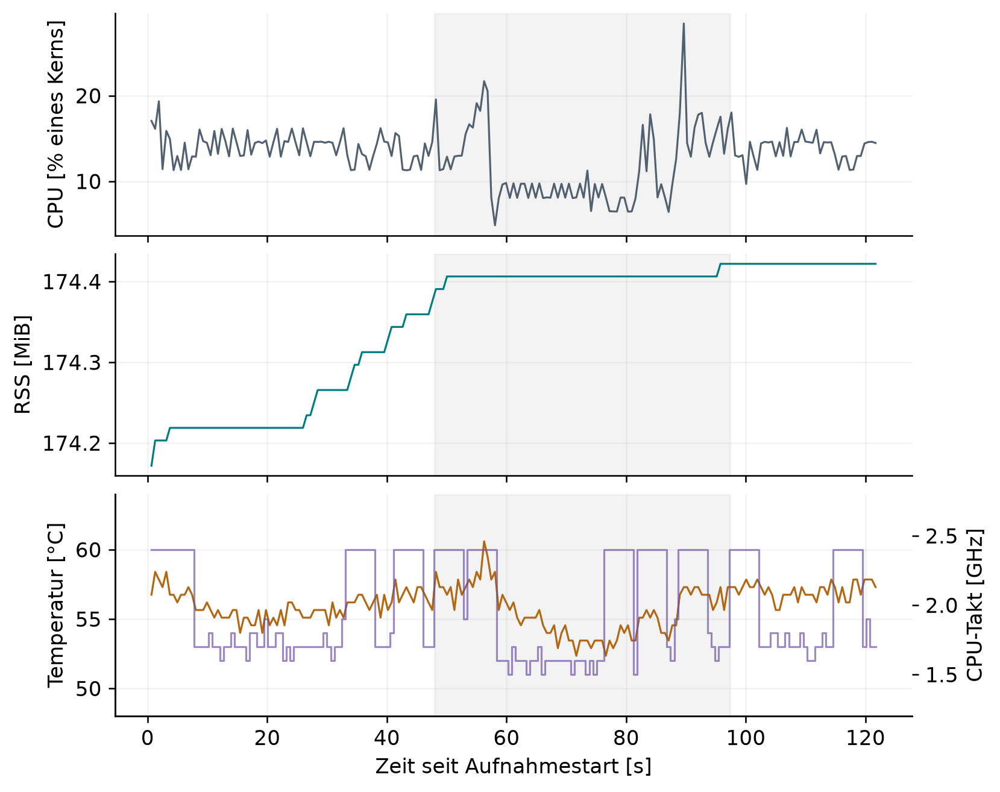 CPU [% eines Kerns]
20
10
RSS [MiB]
174.4
174.3
174.2
Temperatur [°C]
60
55
50
2.5
2.0
1.5
CPU-Takt [GHz]
0 20 40 60 80 100 120
Zeit seit Aufnahmestart [s]